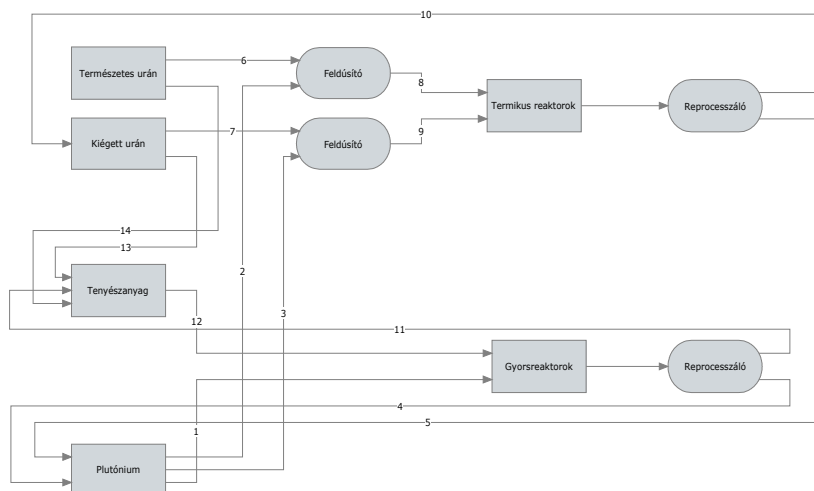 10
Természetes urán
6
Feldúsító
8
Termikus reaktorok
Reprocesszáló
Kiégett urán
7
Feldúsító
9
14
13
2
Tenyészanyag
3
12
11
Gyorsreaktorok
Reprocesszáló
4
5
1
Plutónium